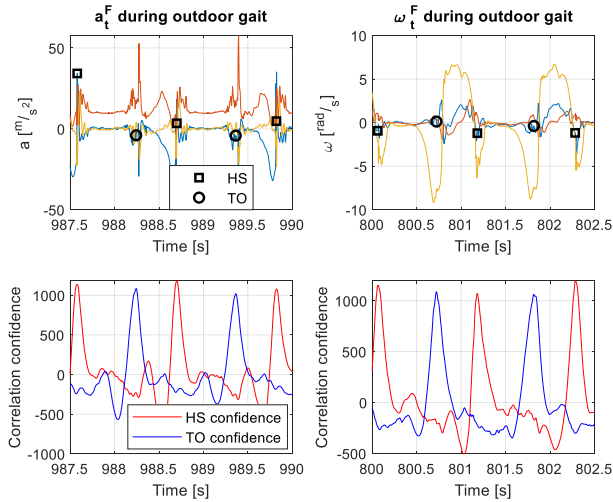 a_t^F during outdoor gait
50
0
-50
a [m/s²]
987.5 988 988.5 989 989.5 990
Time [s]
HS
TO
ω_t^F during outdoor gait
10
5
0
-5
-10
ω [rad/s]
800 800.5 801 801.5 802 802.5
Time [s]
1000
500
0
-500
-1000
Correlation confidence
987.5 988 988.5 989 989.5 990
Time [s]
HS confidence
TO confidence
1000
500
0
-500
Correlation confidence
800 800.5 801 801.5 802 802.5
Time [s]